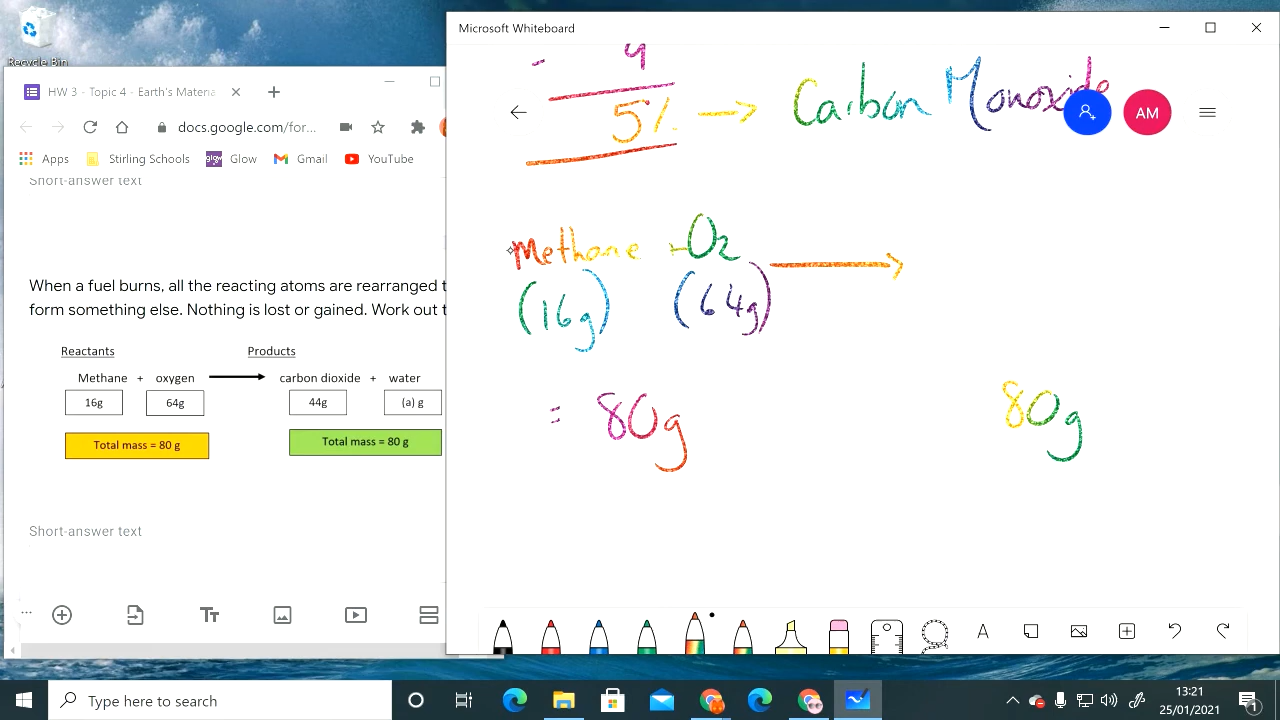 Recycle Bin
Microsoft Whiteboard
HW 3 - Topic 4 - Earth's Materia
docs.google.com/for...
Apps Stirling Schools Glow Gmail YouTube
Short-answer text
When a fuel burns, all the reacting atoms are rearranged t
form something else. Nothing is lost or gained. Work out t
Reactants Products
Methane + oxygen carbon dioxide + water
16g 64g 44g (a) g
Total mass = 80 g Total mass = 80 g
Short-answer text
- 4
5% → Carbon Monoxide
AM
Methane + O2 →
(16g) (64g)
= 80g 80g
Type here to search
13:21
25/01/2021